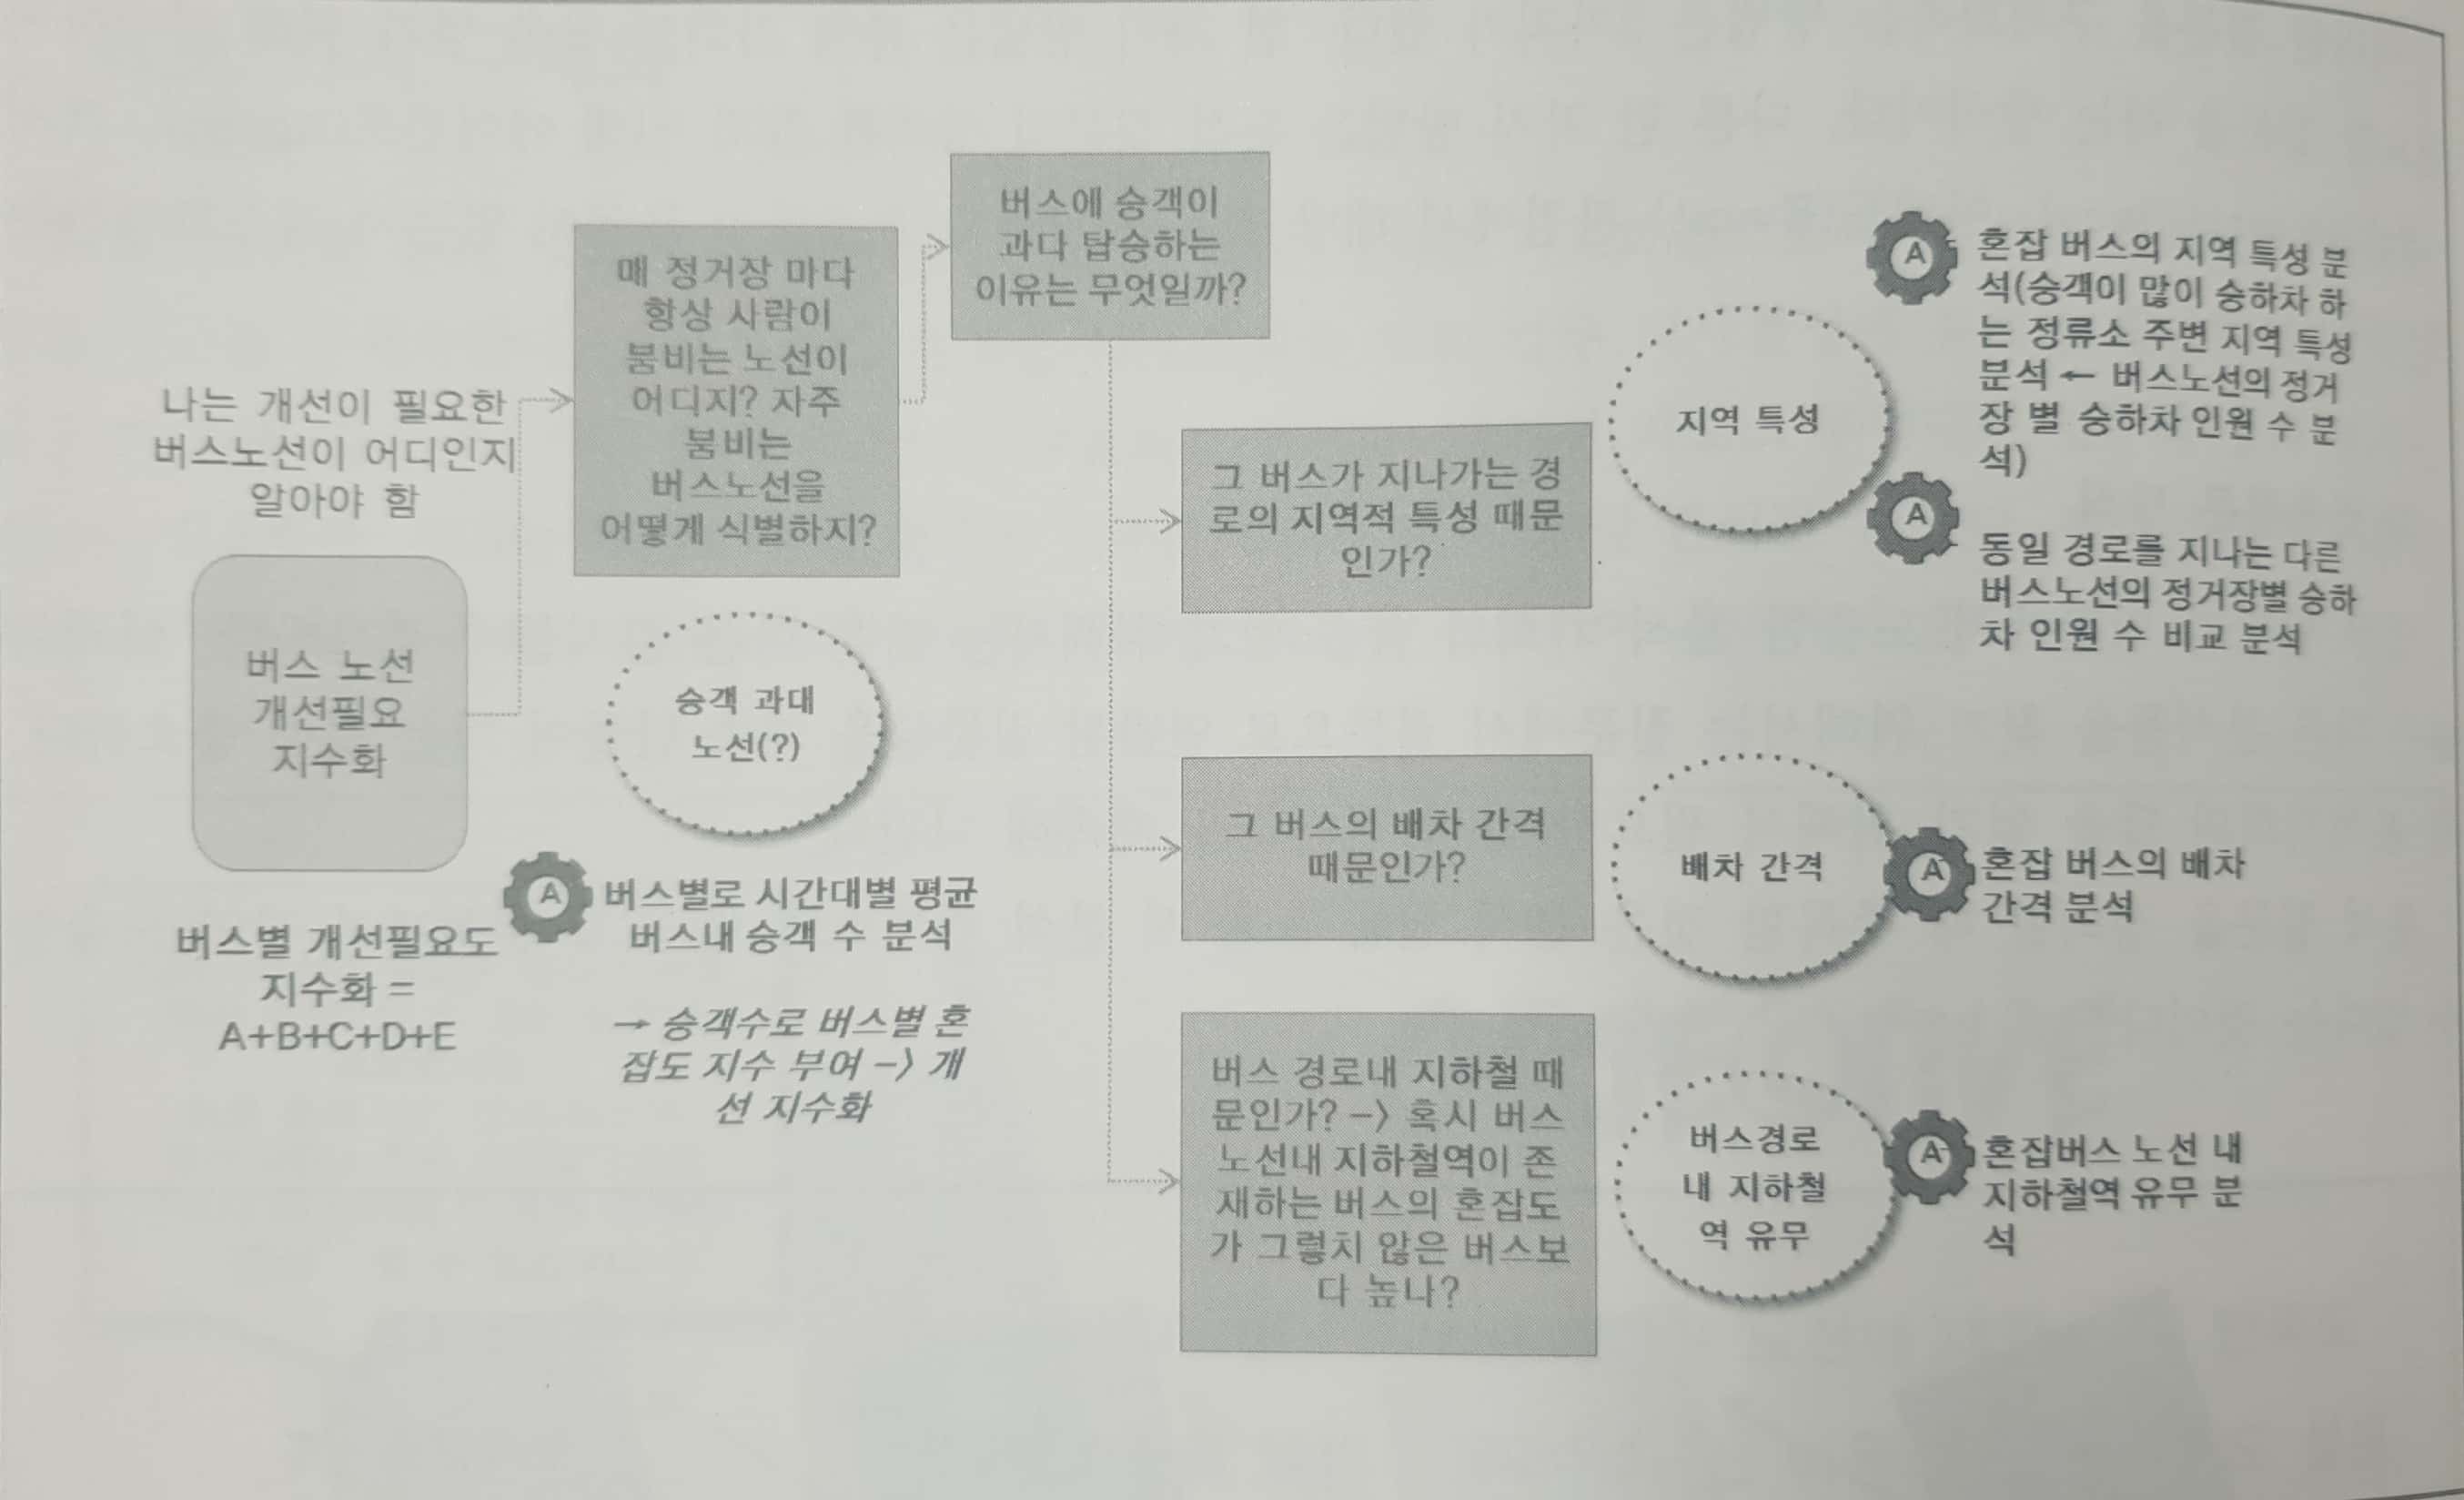 나는 개선이 필요한
버스노선이 어디인지
알아야 함
버스 노선
개선필요
지수화
버스별 개선필요도
지수화 =
A+B+C+D+E
매 정거장 마다
항상 사람이
붐비는 노선이
어디지? 자주
붐비는
버스노선을
어떻게 식별하지?
승객 과대
노선(?)
A
버스별로 시간대별 평균
버스내 승객 수 분석
→ 승객수로 버스별 혼
잡도 지수 부여 –> 개
선 지수화
버스에 승객이
과다 탑승하는
이유는 무엇일까?
그 버스가 지나가는 경
로의 지역적 특성 때문
인가?
지역 특성
A
혼잡 버스의 지역 특성 분
석(승객이 많이 승하차 하
는 정류소 주변 지역 특성
분석 ← 버스노선의 정거
장 별 승하차 인원 수 분
석)
A
동일 경로를 지나는 다른
버스노선의 정거장별 승하
차 인원 수 비교 분석
그 버스의 배차 간격
때문인가?
배차 간격
A
혼잡 버스의 배차
간격 분석
버스 경로내 지하철 때
문인가? –> 혹시 버스
노선내 지하철역이 존
재하는 버스의 혼잡도
가 그렇치 않은 버스보
다 높나?
버스경로
내 지하철
역 유무
A
혼잡버스 노선 내
지하철역 유무 분
석